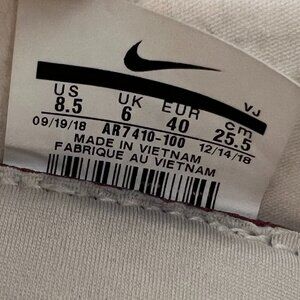 VJ
US UK EUR cm
8.5 6 40 25.5
09/19/18 AR7410-100 12/14/18
MADE IN VIETNAM
FABRIQUE AU VIETNAM